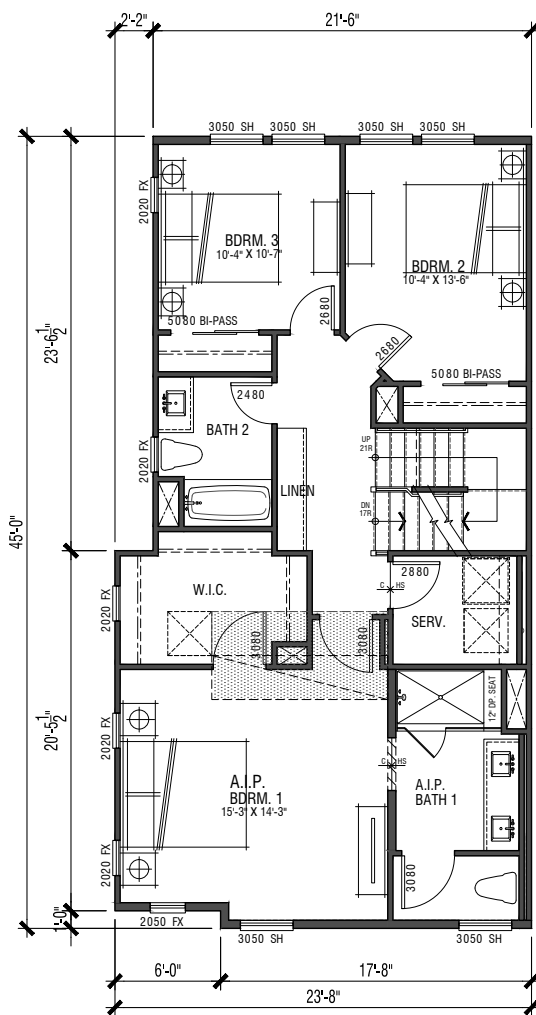 2'-2"
21'-6"
3050 SH
3050 SH
3050 SH
3050 SH
2020 FX
BDRM. 3
10'-4" X 10'-7"
BDRM. 2
10'-4" X 13'-6"
5080 BI-PASS
2680
2680
5080 BI-PASS
23'-6 1/2"
2480
BATH 2
2020 FX
LINEN
UP
21R
DN
17R
45'-0"
W.I.C.
2020 FX
C HS
2880
SERV.
3080
3080
12" DP. SEAT
20'-5 1/2"
2020 FX
C HS
A.I.P.
BDRM. 1
15'-3" X 14'-3"
A.I.P.
BATH 1
2020 FX
3080
1'-0"
2050 FX
3050 SH
3050 SH
6'-0"
17'-8"
23'-8"